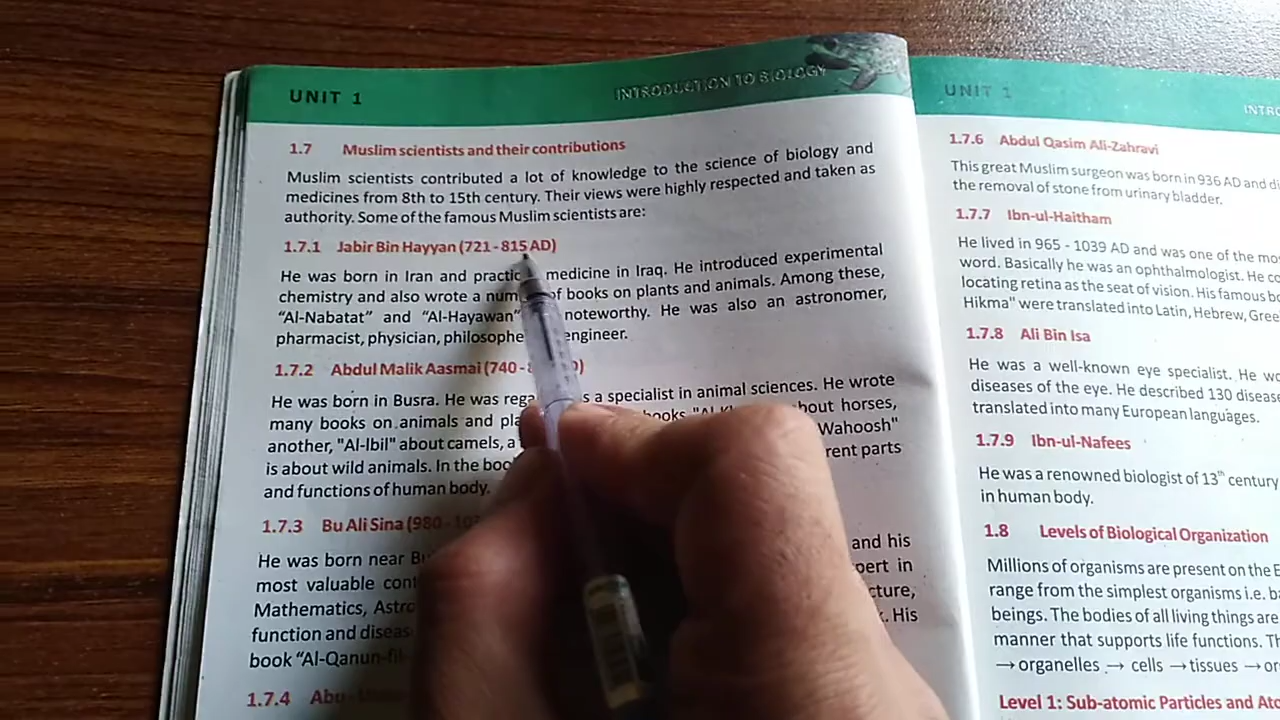 UNIT 1
INTRODUCTION TO BIOLOGY
1.7 Muslim scientists and their contributions
Muslim scientists contributed a lot of knowledge to the science of biology and
medicines from 8th to 15th century. Their views were highly respected and taken as
authority. Some of the famous Muslim scientists are:
1.7.1 Jabir Bin Hayyan (721 - 815 AD)
He was born in Iran and medicine in Iraq. He introduced experimental
chemistry and also wrote a of books on plants and animals. Among these,
“Al-Nabatat” and “Al-Hayawan” noteworthy. He was also an astronomer,
pharmacist, physician, engineer.
1.7.2 Abdul Malik Aasmai (740 -
He was born in Busra. He was a specialist in animal sciences. He wrote
many books on animals and books about horses,
another, "Al-Ibil" about camels, a Wahoosh"
is about wild animals. In the parts
and functions of human body.
1.7.3 Bu Ali Sina (980 -
He was born near and his
most valuable in
Mathematics,
function and His
book “Al-Qanun-fil-
1.7.4
UNIT 1
1.7.6 Abdul Qasim Ali-Zahravi
This great Muslim surgeon was born in 936 AD and
the removal of stone from urinary bladder.
1.7.7 Ibn-ul-Haitham
He lived in 965 - 1039 AD and was one of the
word. Basically he was an ophthalmologist. He
locating retina as the seat of vision. His famous
Hikma" were translated into Latin, Hebrew,
1.7.8 Ali Bin Isa
He was a well-known eye specialist. He
diseases of the eye. He described 130
translated into many European languages.
1.7.9 Ibn-ul-Nafees
He was a renowned biologist of 13th century
in human body.
1.8 Levels of Biological Organization
Millions of organisms are present on the
range from the simplest organisms i.e.
beings. The bodies of all living things are
manner that supports life functions.
→ organelles → cells → tissues →
Level 1: Sub-atomic Particles and